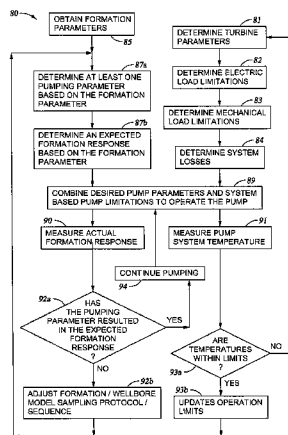 80
OBTAIN FORMATION
PARAMETERS
85
87a
DETERMINE AT LEAST ONE
PUMPING PARAMETER
BASED ON THE FORMATION
PARAMETER
87b
DETERMINE AN EXPECTED
FORMATION RESPONSE
BASED ON THE FORMATION
PARAMETER
81
DETERMINE TURBINE
PARAMETERS
82
DETERMINE ELECTRIC
LOAD LIMITATIONS
83
DETERMINE MECHANICAL
LOAD LIMITATIONS
84
DETERMINE SYSTEM
LOSSES
89
COMBINE DESIRED PUMP PARAMETERS AND SYSTEM
BASED PUMP LIMITATIONS TO OPERATE THE PUMP
90
MEASURE ACTUAL
FORMATION RESPONSE
91
MEASURE PUMP
SYSTEM TEMPERATURE
94
CONTINUE PUMPING
92a
HAS
THE PUMPING
PARAMETER RESULTED
IN THE EXPECTED
FORMATION
RESPONSE
?
YES
NO
92b
ADJUST FORMATION / WELLBORE
MODEL SAMPLING PROTOCOL /
SEQUENCE
ARE
TEMPERATURES
WITHIN LIMITS
?
93a
NO
YES
93b
UPDATES OPERATION
LIMITS